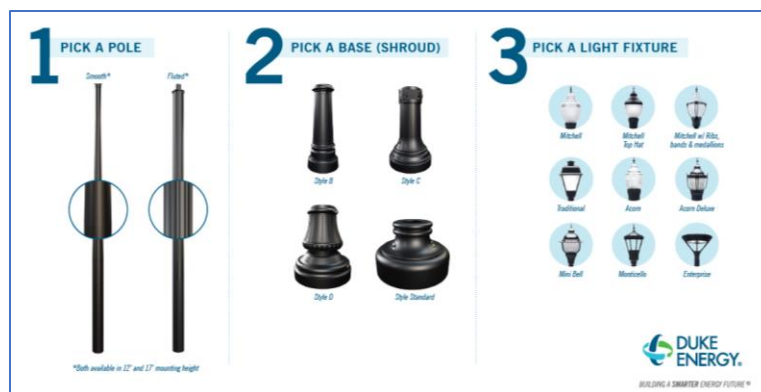 1 PICK A POLE
Smooth*
Fluted*
*Both available in 12' and 17' mounting height
2 PICK A BASE (SHROUD)
Style B
Style C
Style D
Style Standard
3 PICK A LIGHT FIXTURE
Mitchell
Mitchell
Top Hat
Mitchell w/ Ribs,
bands & medallions
Traditional
Acorn
Acorn Deluxe
Mini Bell
Monticello
Enterprise
DUKE
ENERGY®
BUILDING A SMARTER ENERGY FUTURE®